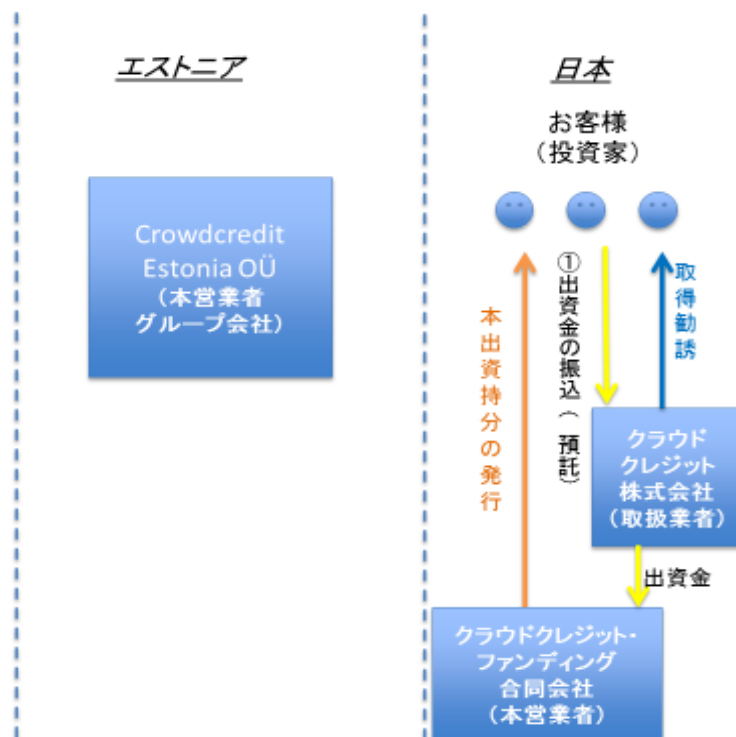 エストニア
Crowdcredit
Estonia OÜ
(本営業者
グループ会社)
日本
お客様
(投資家)
本出資持分の発行
①出資金の振込(預託)
取得勧誘
クラウド
クレジット
株式会社
(取扱業者)
出資金
クラウドクレジット・
ファンディング
合同会社
(本営業者)